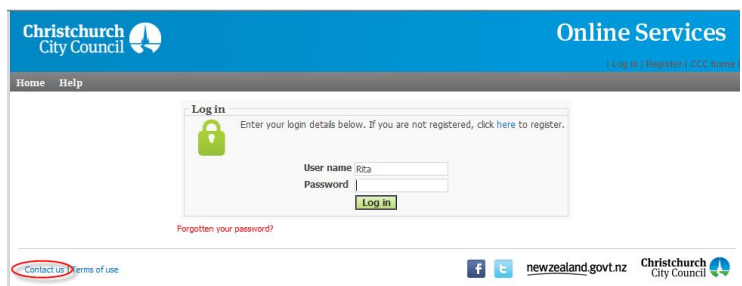 Christchurch
City Council
Online Services
| Log in | Register | CCC home |
Home Help
Log in
Enter your login details below. If you are not registered, click here to register.
User name Rita
Password
Log in
Forgotten your password?
Contact us | Terms of use
f t newzealand.govt.nz
Christchurch
City Council